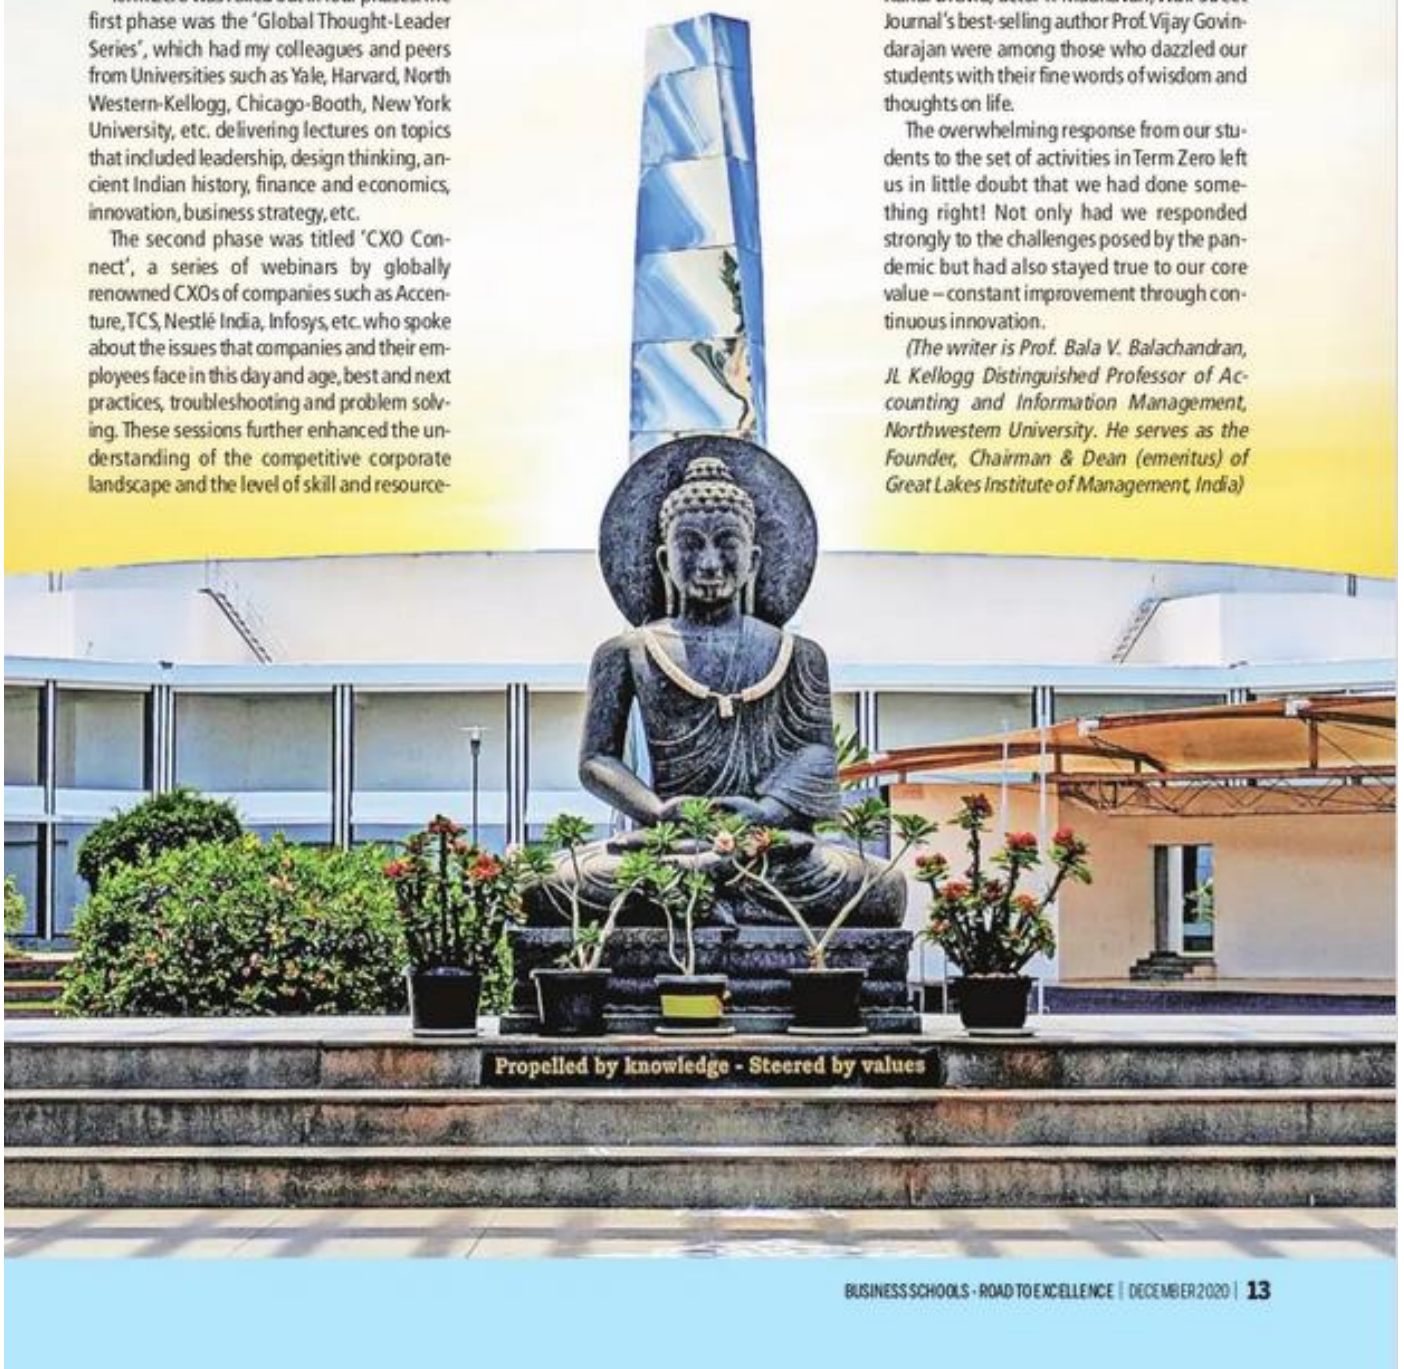 first phase was the ‘Global Thought-Leader
Series’, which had my colleagues and peers
from Universities such as Yale, Harvard, North
Western-Kellogg, Chicago-Booth, New York
University, etc. delivering lectures on topics
that included leadership, design thinking, an-
cient Indian history, finance and economics,
innovation, business strategy, etc.
The second phase was titled ‘CXO Con-
nect’, a series of webinars by globally
renowned CXOs of companies such as Accen-
ture, TCS, Nestlé India, Infosys, etc. who spoke
about the issues that companies and their em-
ployees face in this day and age, best and next
practices, troubleshooting and problem solv-
ing. These sessions further enhanced the un-
derstanding of the competitive corporate
landscape and the level of skill and resource-
Journal’s best-selling author Prof. Vijay Govin-
darajan were among those who dazzled our
students with their fine words of wisdom and
thoughts on life.
The overwhelming response from our stu-
dents to the set of activities in Term Zero left
us in little doubt that we had done some-
thing right! Not only had we responded
strongly to the challenges posed by the pan-
demic but had also stayed true to our core
value – constant improvement through con-
tinuous innovation.
(The writer is Prof. Bala V. Balachandran,
JL Kellogg Distinguished Professor of Ac-
counting and Information Management,
Northwestern University. He serves as the
Founder, Chairman & Dean (emeritus) of
Great Lakes Institute of Management, India)
Propelled by knowledge - Steered by values
BUSINESS SCHOOLS - ROAD TO EXCELLENCE | DECEMBER 2020 | 13